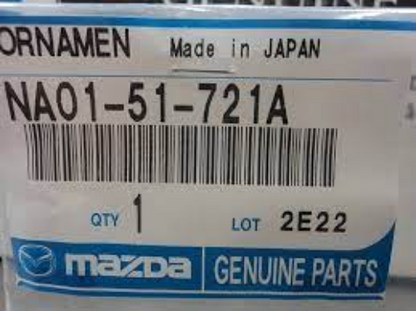 ORNAMEN Made in JAPAN
NA01-51-721A
QTY 1 LOT 2E22
mazda GENUINE PARTS